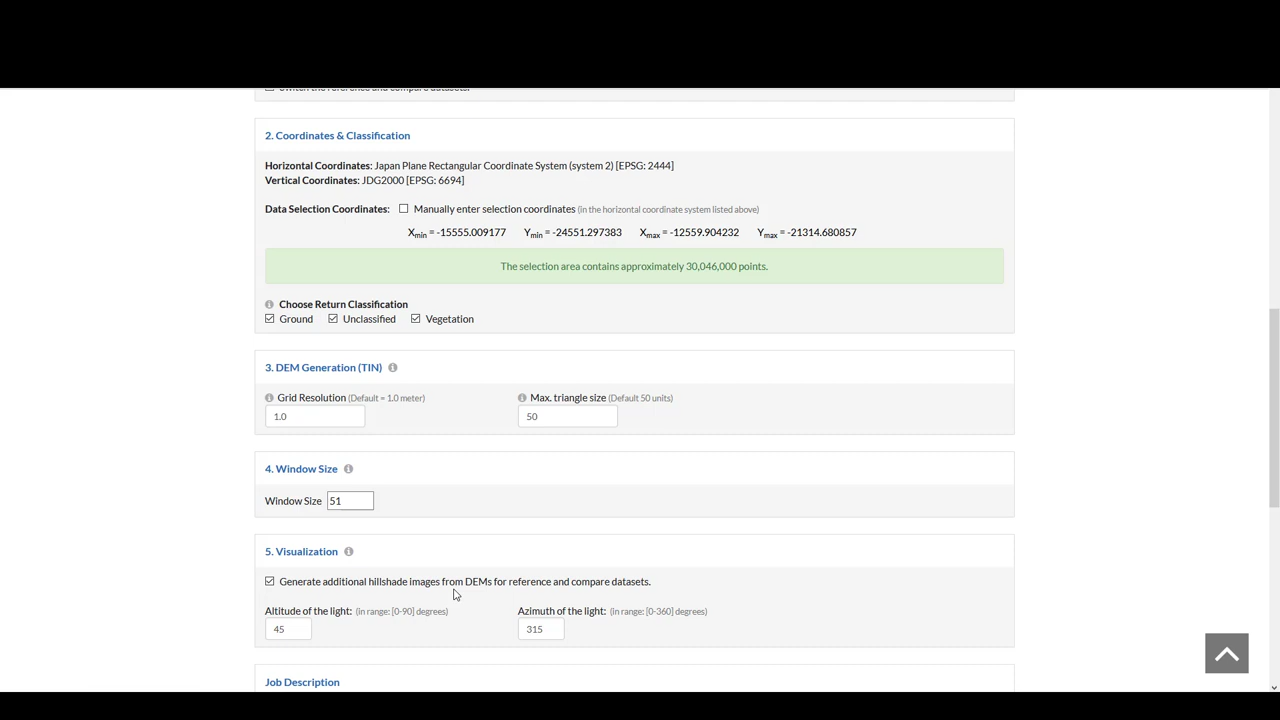 Switch the reference and compare datasets.
2. Coordinates & Classification
Horizontal Coordinates: Japan Plane Rectangular Coordinate System (system 2) [EPSG: 2444]
Vertical Coordinates: JDG2000 [EPSG: 6694]
Data Selection Coordinates: Manually enter selection coordinates (in the horizontal coordinate system listed above)
Xmin = -15555.009177 Ymin = -24551.297383 Xmax = -12559.904232 Ymax = -21314.680857
The selection area contains approximately 30,046,000 points.
Choose Return Classification
Ground Unclassified Vegetation
3. DEM Generation (TIN)
Grid Resolution (Default = 1.0 meter) Max. triangle size (Default 50 units)
1.0 50
4. Window Size
Window Size 51
5. Visualization
Generate additional hillshade images from DEMs for reference and compare datasets.
Altitude of the light: (in range: [0-90] degrees) Azimuth of the light: (in range: [0-360] degrees)
45 315
Job Description